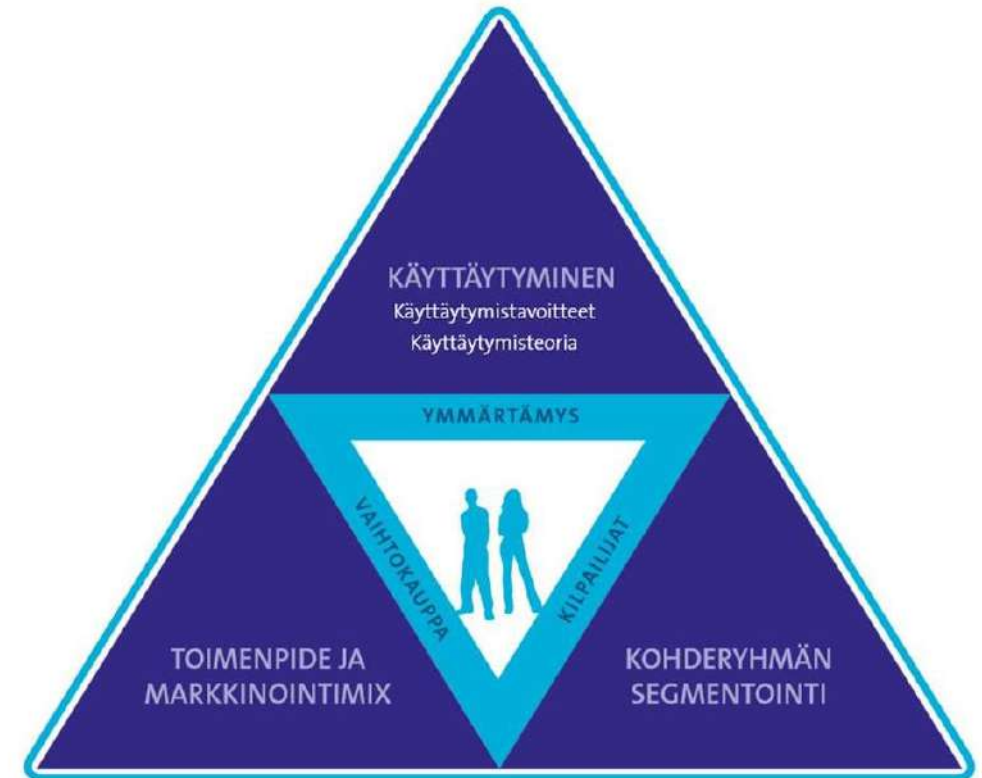 KÄYTTÄYTYMINEN
Käyttäytymistavoitteet
Käyttäytymisteoria
YMMÄRTÄMYS
VAIHTOKAUPPA
KILPAILIJAT
TOIMENPIDE JA
MARKKINOINTIMIX
KOHDERYHMÄN
SEGMENTOINTI